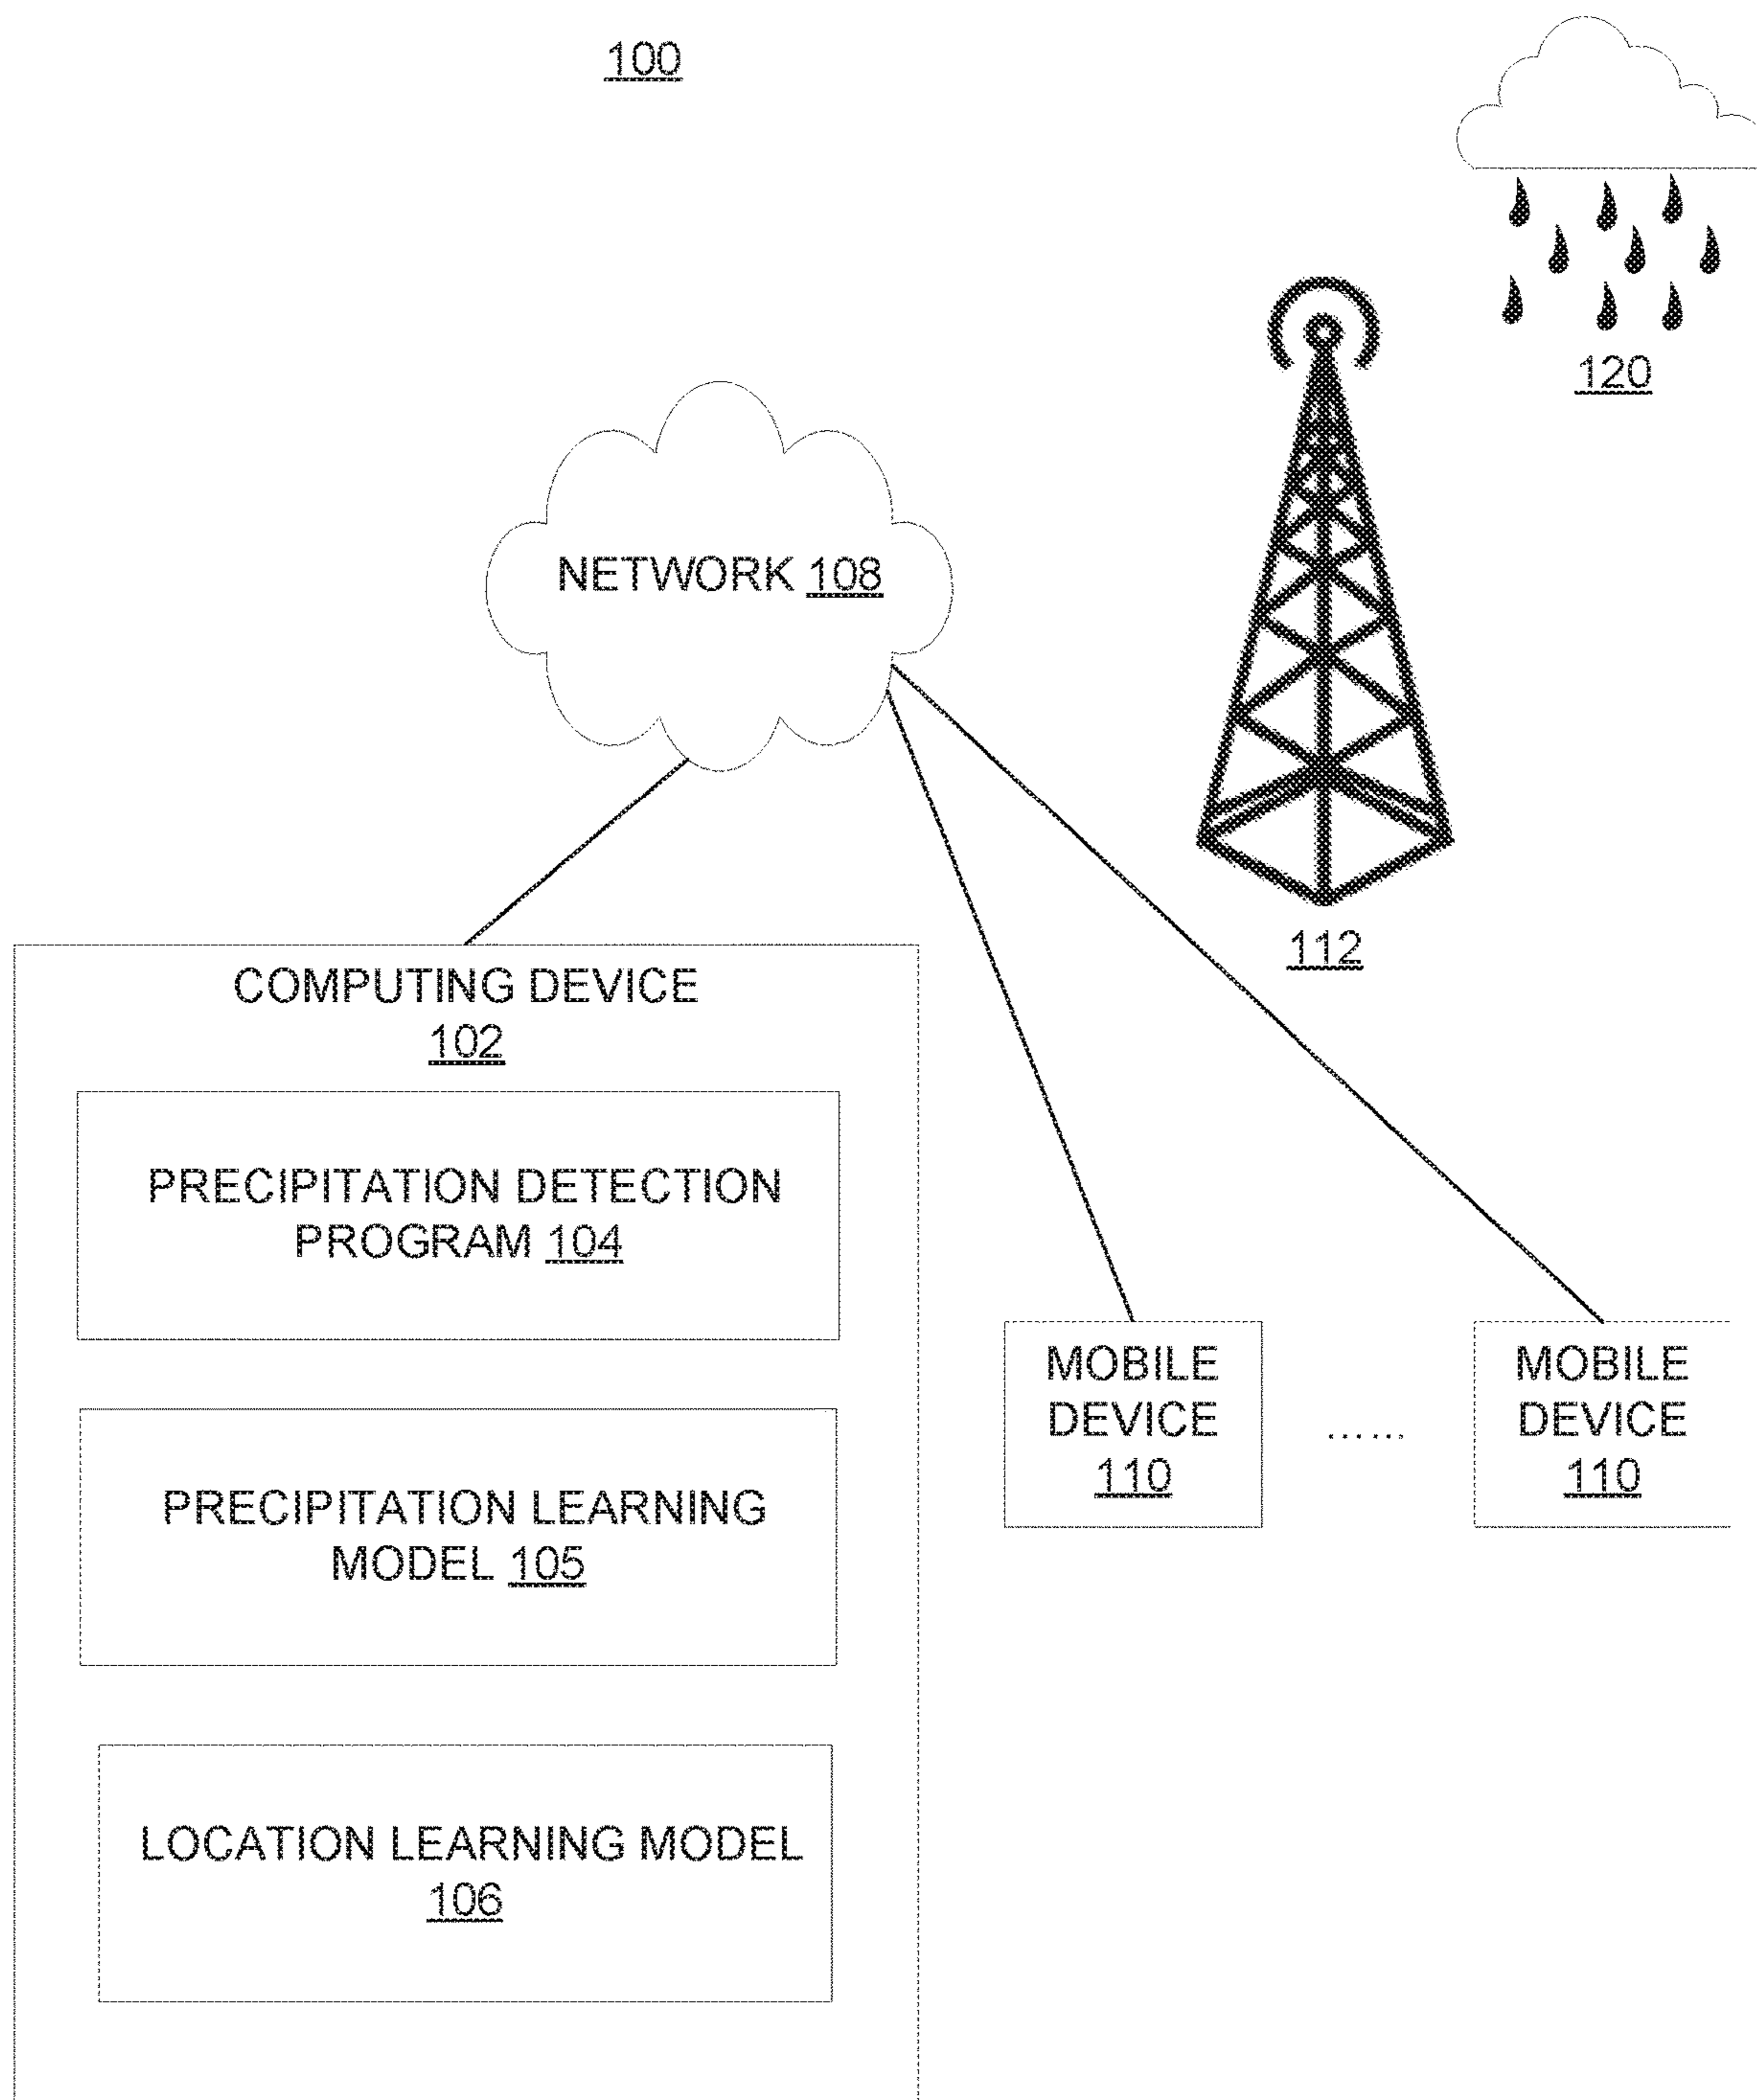 100
120
NETWORK 108
112
COMPUTING DEVICE
102
PRECIPITATION DETECTION
PROGRAM 104
MOBILE
DEVICE
110
......
MOBILE
DEVICE
110
PRECIPITATION LEARNING
MODEL 105
LOCATION LEARNING MODEL
106